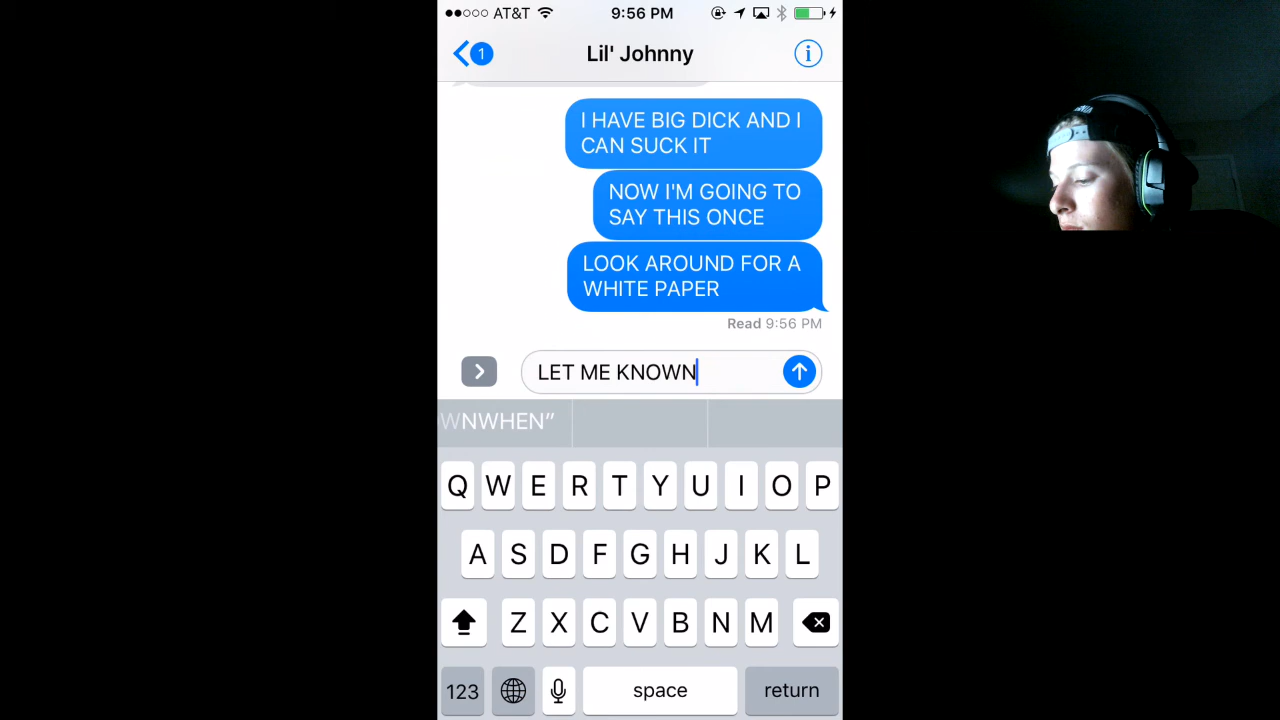 AT&T 9:56 PM
1 Lil' Johnny i
I HAVE BIG DICK AND I
CAN SUCK IT
NOW I'M GOING TO
SAY THIS ONCE
LOOK AROUND FOR A
WHITE PAPER
Read 9:56 PM
LET ME KNOWN
WNWHEN”
Q W E R T Y U I O P
A S D F G H J K L
Z X C V B N M
123 space return